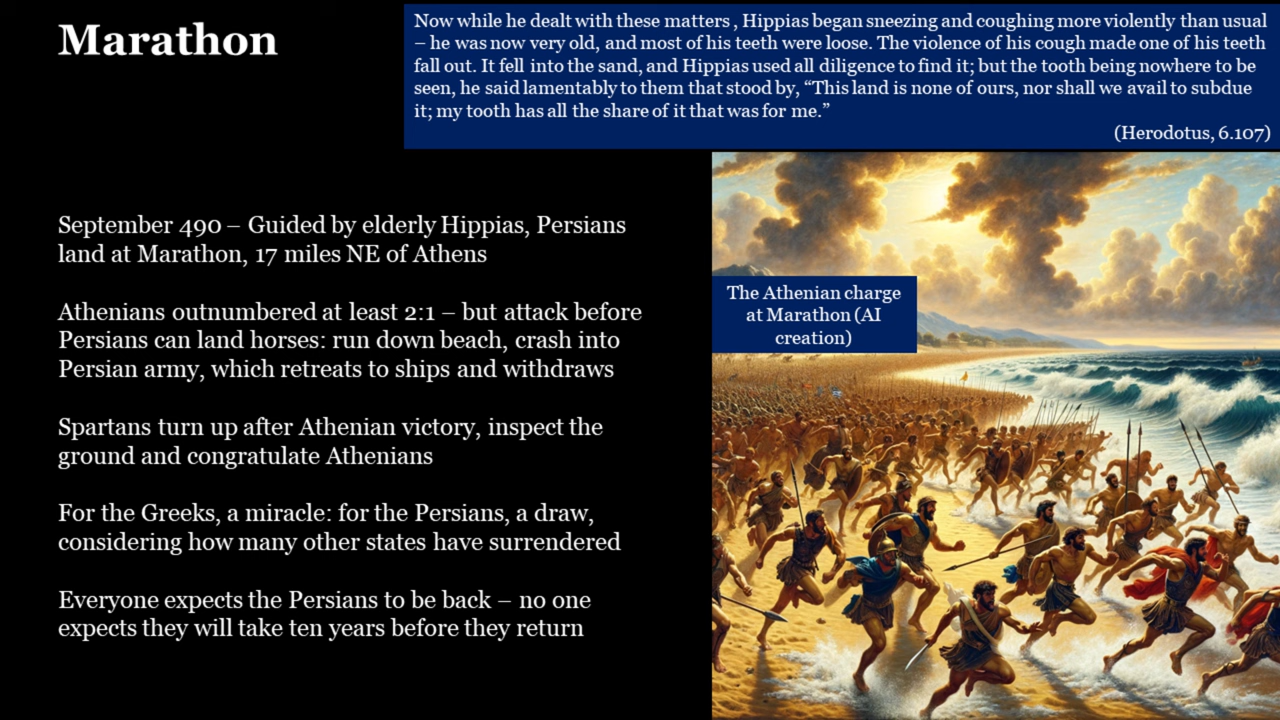 Marathon
Now while he dealt with these matters , Hippias began sneezing and coughing more violently than usual
– he was now very old, and most of his teeth were loose. The violence of his cough made one of his teeth
fall out. It fell into the sand, and Hippias used all diligence to find it; but the tooth being nowhere to be
seen, he said lamentably to them that stood by, “This land is none of ours, nor shall we avail to subdue
it; my tooth has all the share of it that was for me.”
(Herodotus, 6.107)
September 490 – Guided by elderly Hippias, Persians
land at Marathon, 17 miles NE of Athens
Athenians outnumbered at least 2:1 – but attack before
Persians can land horses: run down beach, crash into
Persian army, which retreats to ships and withdraws
Spartans turn up after Athenian victory, inspect the
ground and congratulate Athenians
For the Greeks, a miracle: for the Persians, a draw,
considering how many other states have surrendered
Everyone expects the Persians to be back – no one
expects they will take ten years before they return
The Athenian charge
at Marathon (AI
creation)